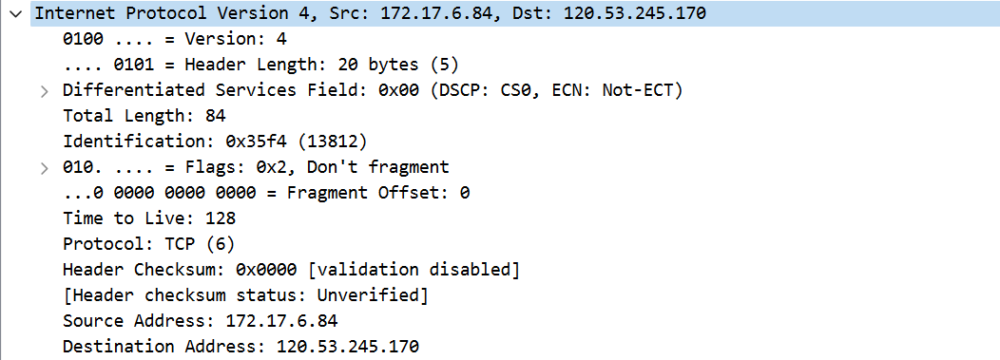 Internet Protocol Version 4, Src: 172.17.6.84, Dst: 120.53.245.170
0100 .... = Version: 4
.... 0101 = Header Length: 20 bytes (5)
Differentiated Services Field: 0x00 (DSCP: CS0, ECN: Not-ECT)
Total Length: 84
Identification: 0x35f4 (13812)
010. .... = Flags: 0x2, Don't fragment
...0 0000 0000 0000 = Fragment Offset: 0
Time to Live: 128
Protocol: TCP (6)
Header Checksum: 0x0000 [validation disabled]
[Header checksum status: Unverified]
Source Address: 172.17.6.84
Destination Address: 120.53.245.170